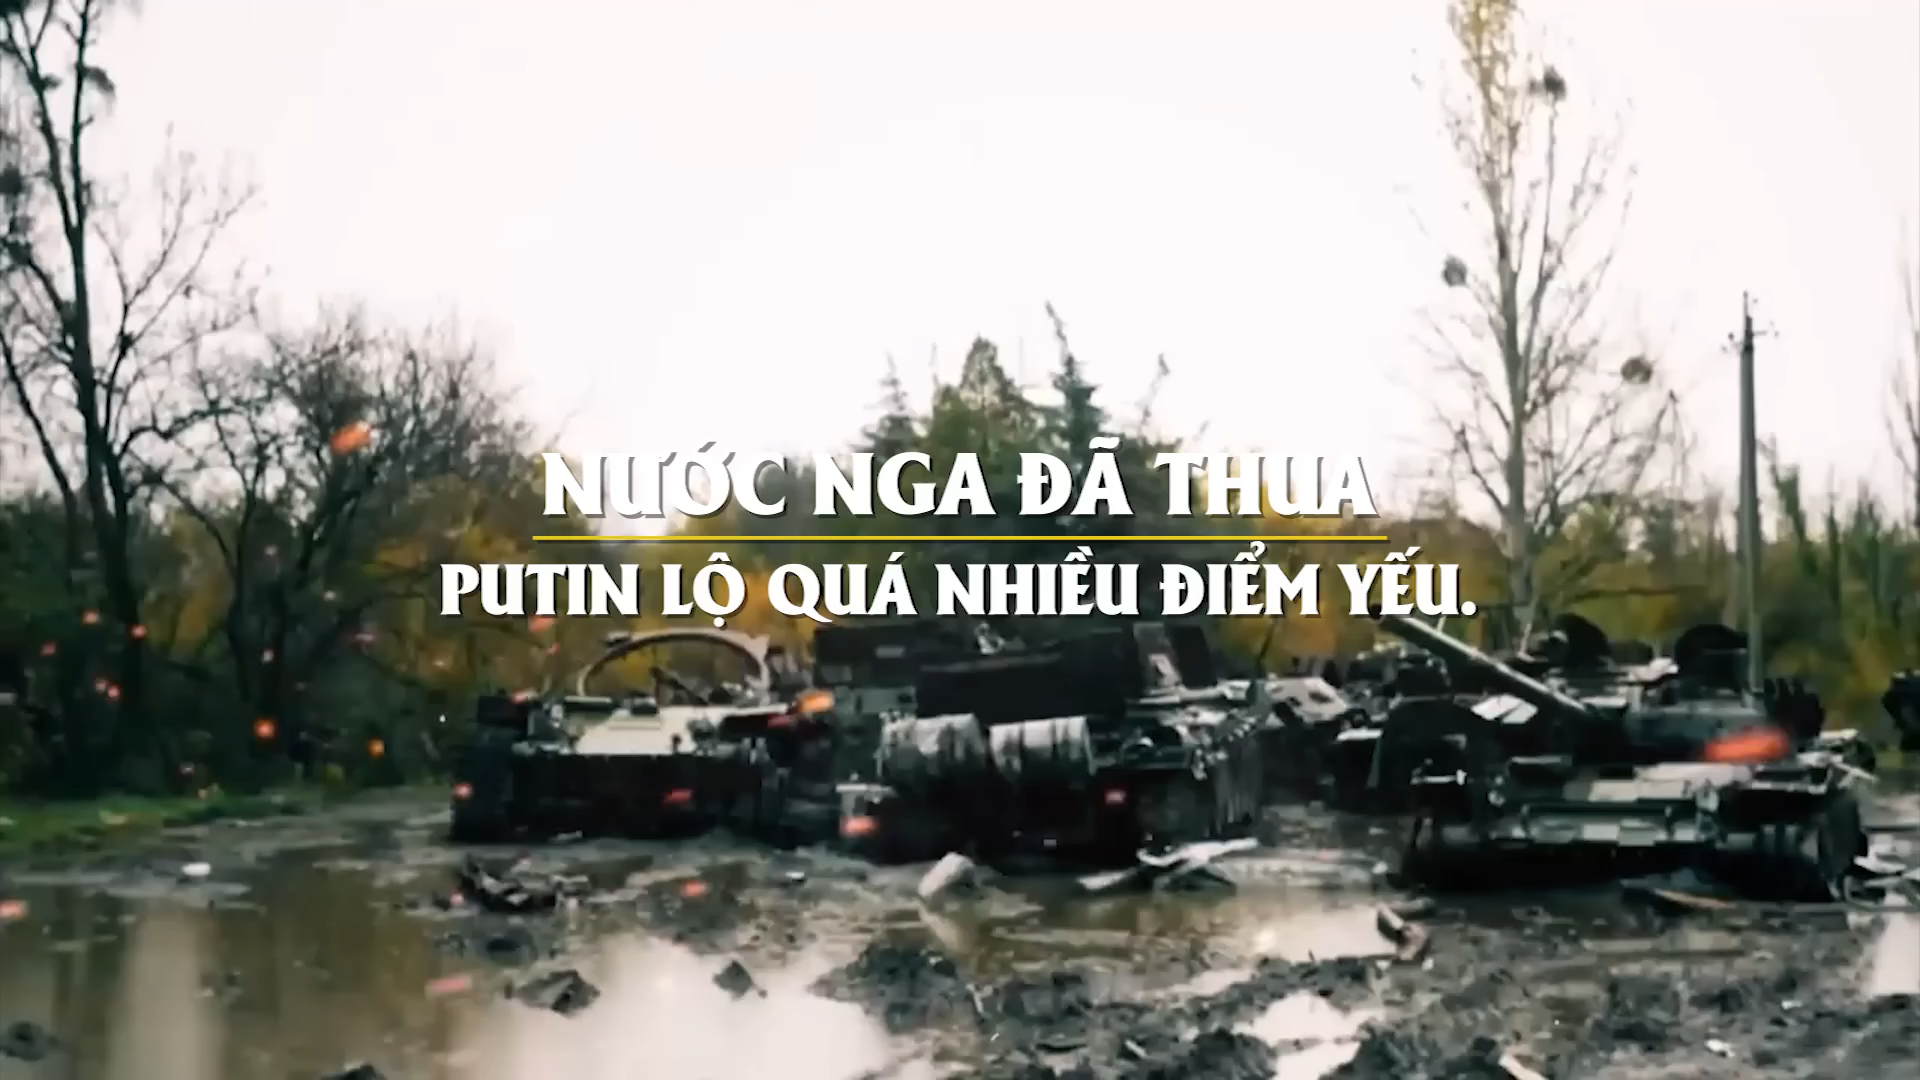 NƯỚC NGA ĐÃ THUA
PUTIN LỘ QUÁ NHIỀU ĐIỂM YẾU.